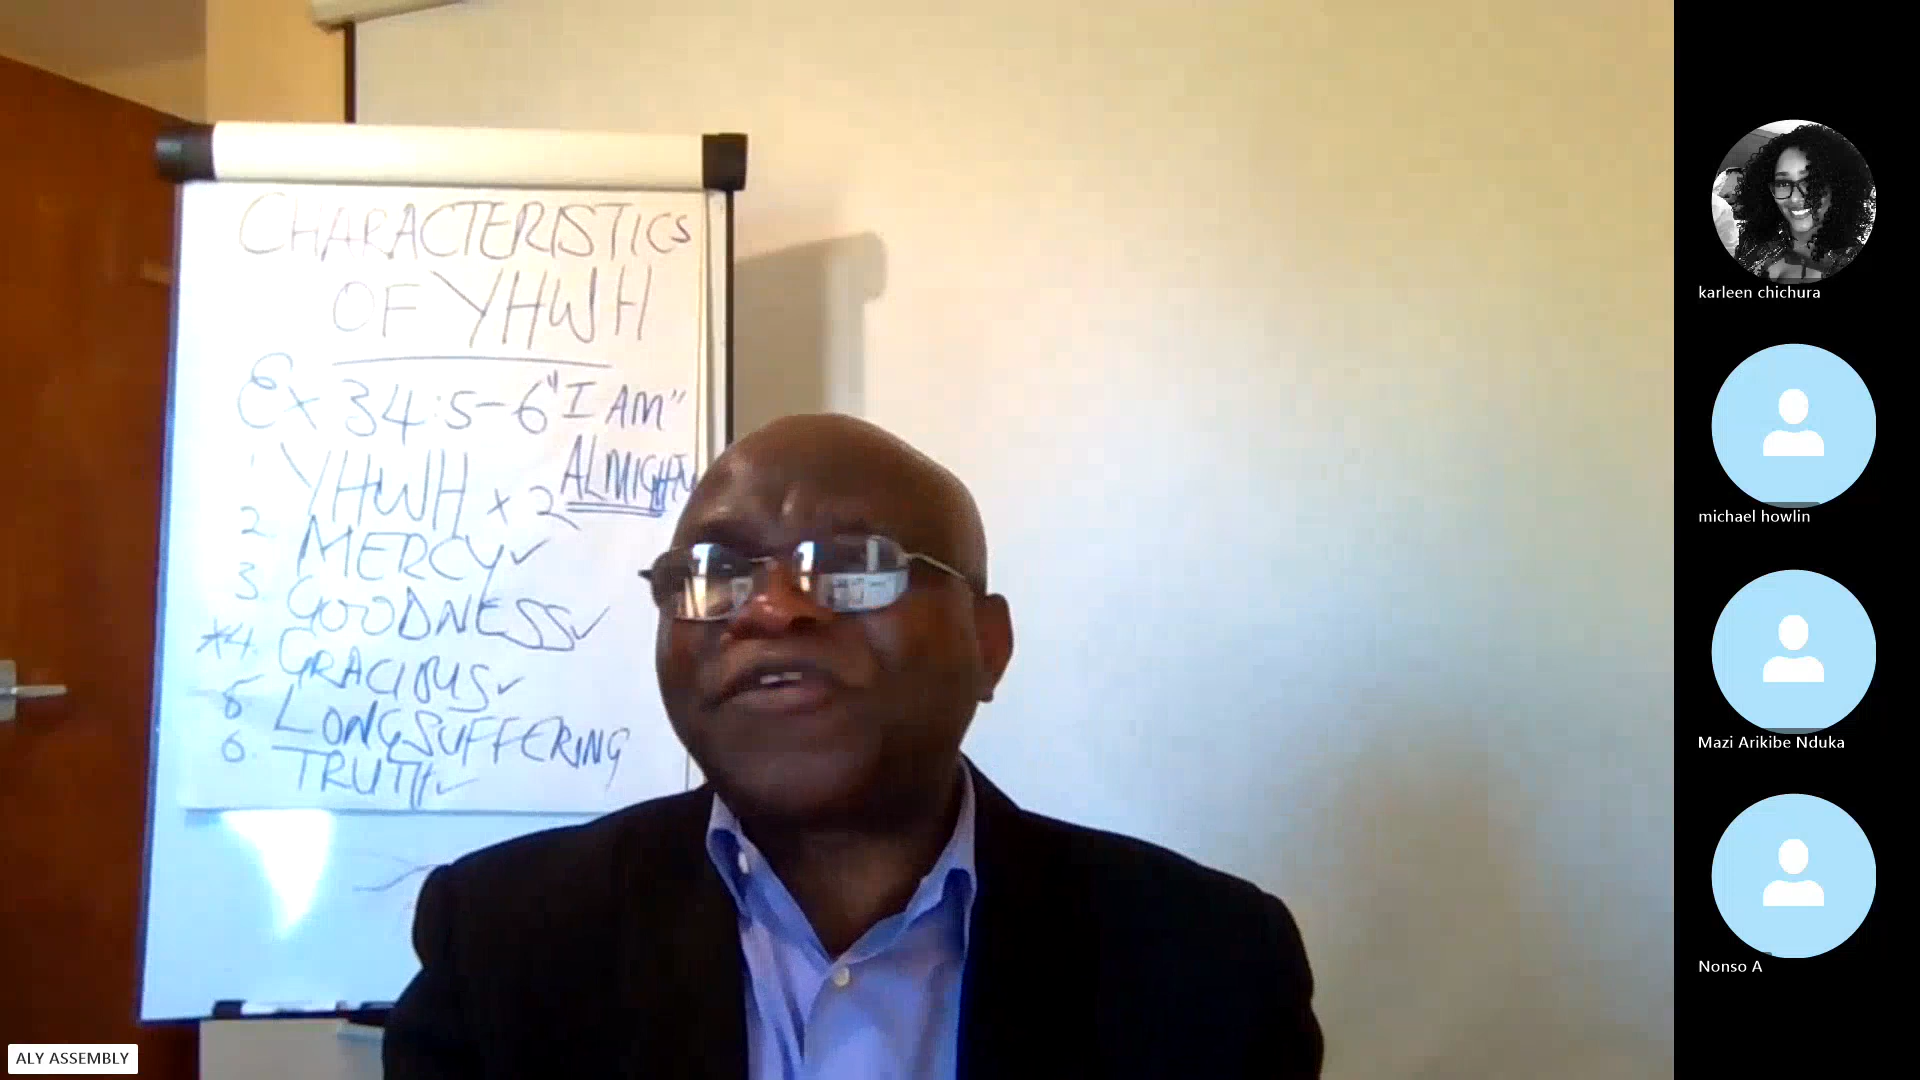 CHARACTERISTICS
OF YHWH
Ex 34:5-6 "I AM"
ALMIGHTY
1 YHWH x 2
2 MERCY ✓
3 GOODNESS ✓
*4. GRACIOUS ✓
5 LONGSUFFERING
6. TRUTH ✓
karleen chichura
michael howlin
Mazi Arikibe Nduka
Nonso A
ALY ASSEMBLY